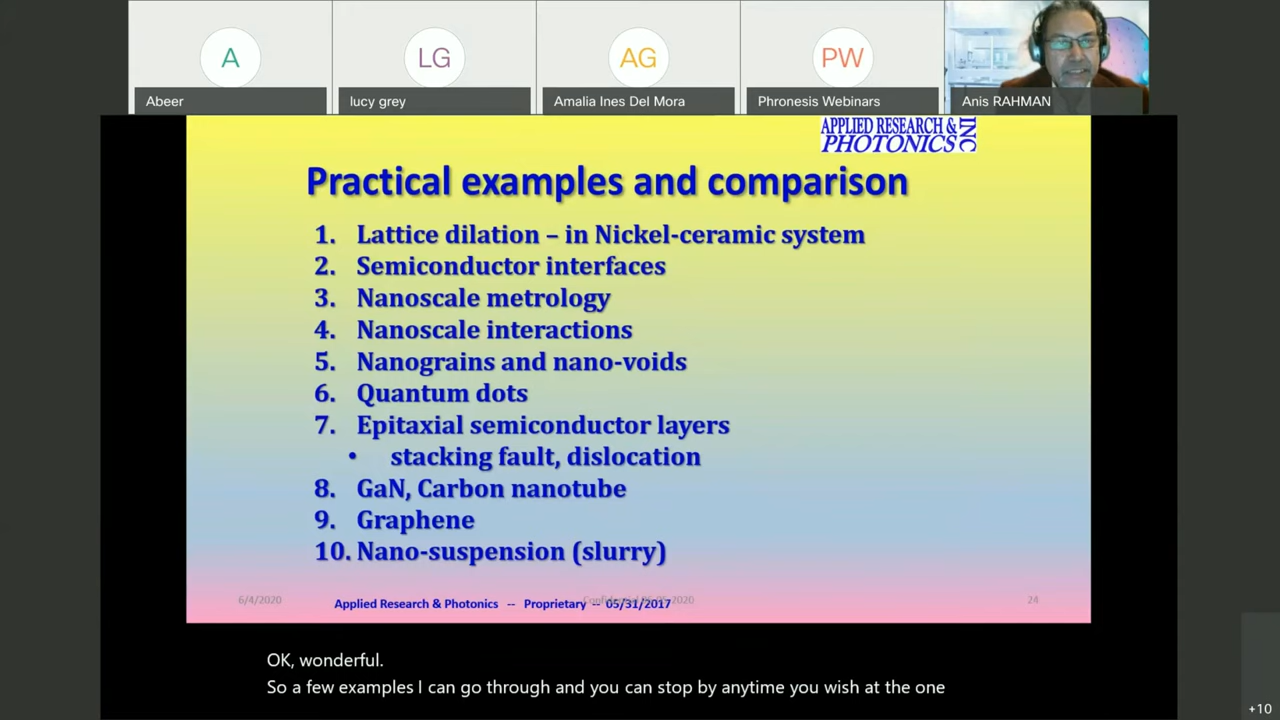 A
LG
AG
PW
Abeer
lucy grey
Amalia Ines Del Mora
Phronesis Webinars
Anis RAHMAN
APPLIED RESEARCH &
PHOTONICS
INC
Practical examples and comparison
1. Lattice dilation – in Nickel-ceramic system
2. Semiconductor interfaces
3. Nanoscale metrology
4. Nanoscale interactions
5. Nanograins and nano-voids
6. Quantum dots
7. Epitaxial semiconductor layers
• stacking fault, dislocation
8. GaN, Carbon nanotube
9. Graphene
10. Nano-suspension (slurry)
6/4/2020
Applied Research & Photonics -- Proprietary -- 05/31/2017
24
OK, wonderful.
So a few examples I can go through and you can stop by anytime you wish at the one
+10